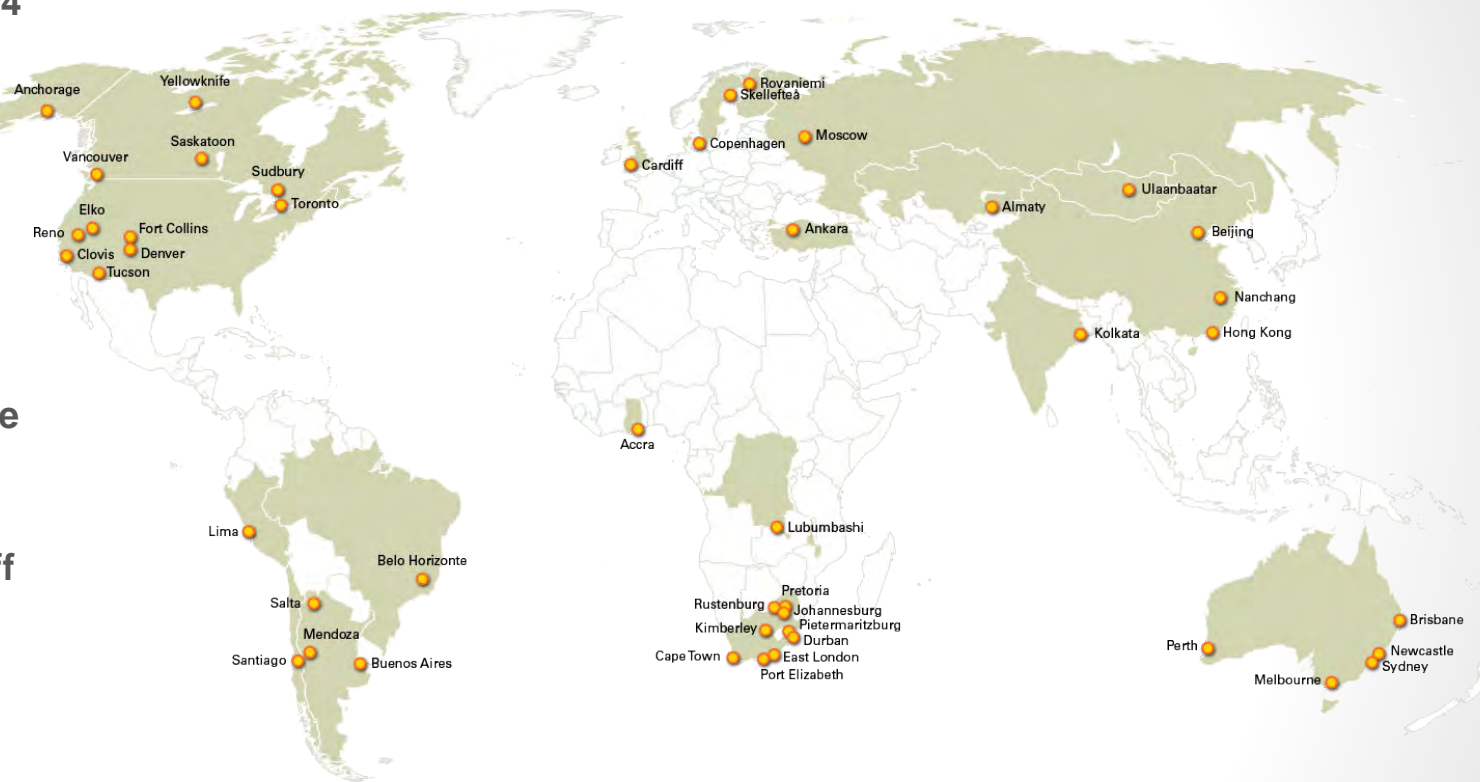 4
e
ff
Anchorage
Yellowknife
Saskatoon
Vancouver
Sudbury
Toronto
Elko
Reno
Fort Collins
Clovis
Denver
Tucson
Rovaniemi
Skellefteå
Copenhagen
Moscow
Cardiff
Ankara
Almaty
Ulaanbaatar
Beijing
Nanchang
Kolkata
Hong Kong
Accra
Lubumbashi
Lima
Belo Horizonte
Salta
Mendoza
Santiago
Buenos Aires
Pretoria
Rustenburg
Johannesburg
Kimberley
Pietermaritzburg
Durban
Cape Town
East London
Port Elizabeth
Perth
Brisbane
Newcastle
Sydney
Melbourne